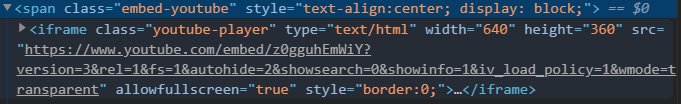 ▼<span class="embed-youtube" style="text-align:center; display: block;"> == $0
▶<iframe class="youtube-player" type="text/html" width="640" height="360" src=
"https://www.youtube.com/embed/z0gguhEmWiY?
version=3&rel=1&fs=1&autohide=2&showsearch=0&showinfo=1&iv_load_policy=1&wmode=t
ransparent" allowfullscreen="true" style="border:0;">…</iframe>